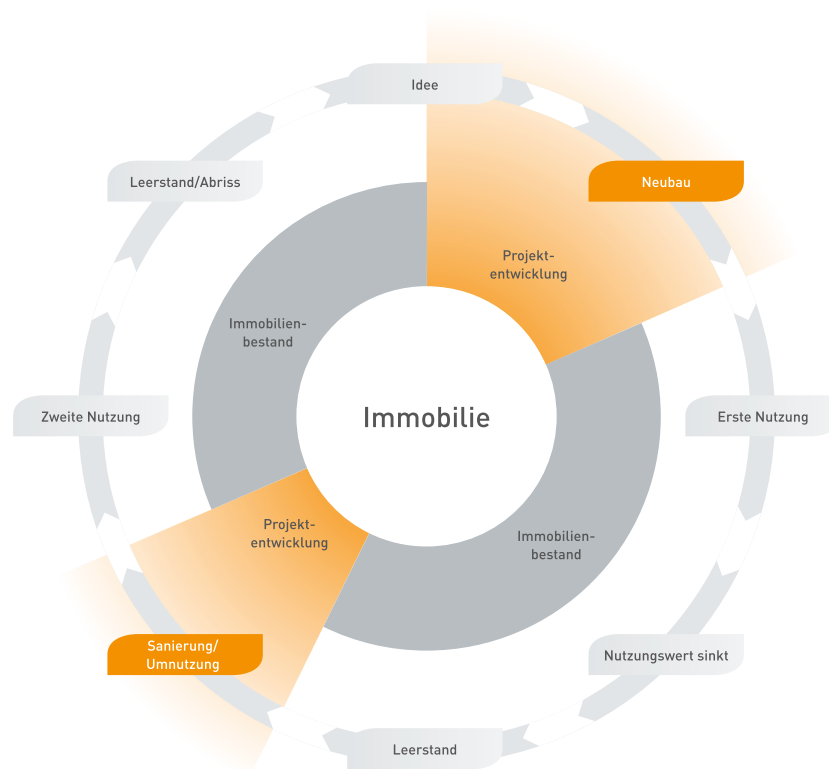 Idee
Leerstand/Abriss
Neubau
Projekt-
entwicklung
Immobilien-
bestand
Zweite Nutzung
Immobilie
Erste Nutzung
Projekt-
entwicklung
Immobilien-
bestand
Sanierung/
Umnutzung
Nutzungswert sinkt
Leerstand